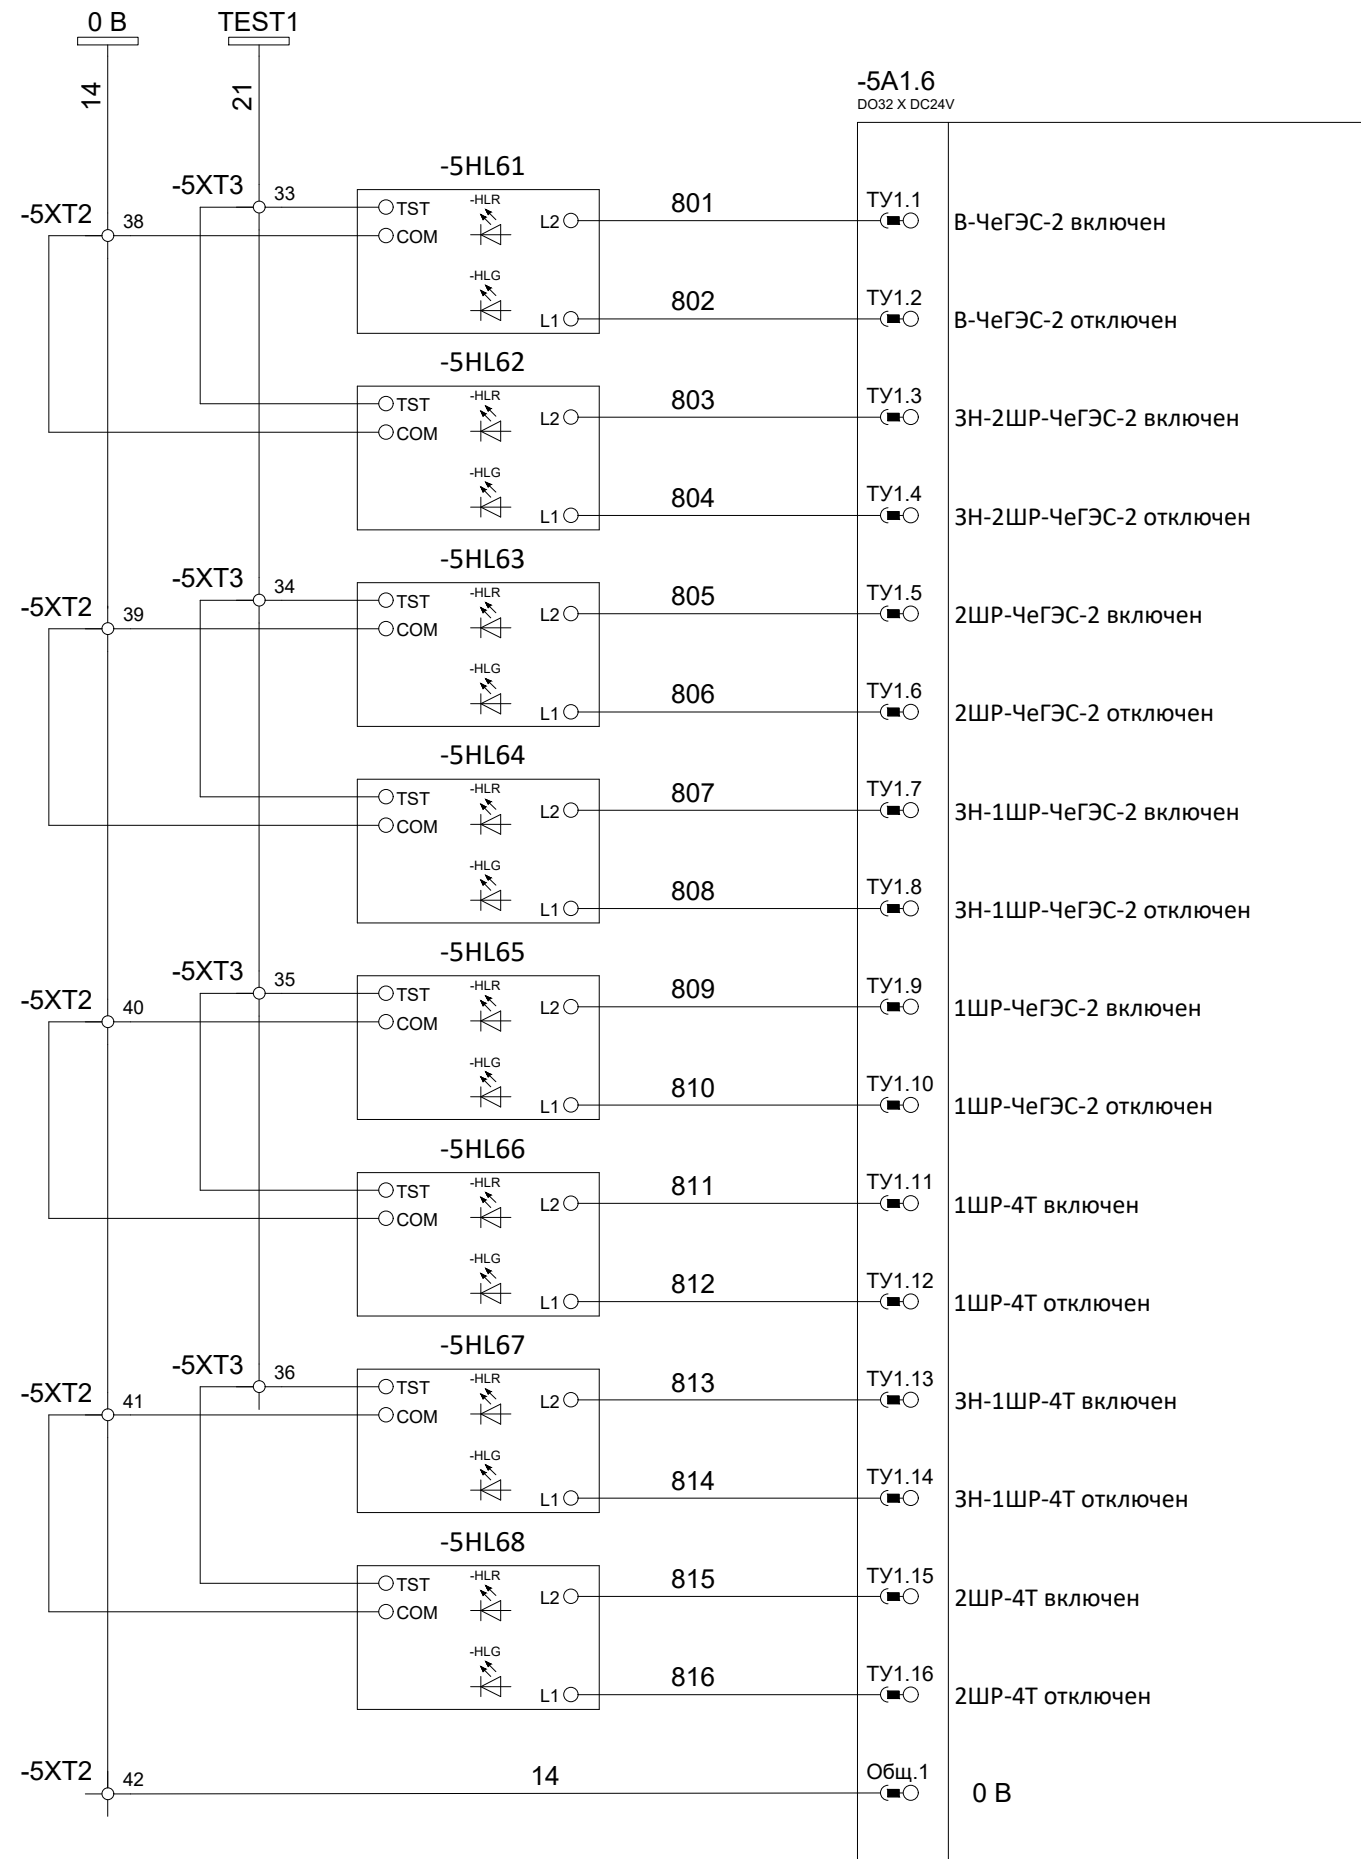 0 В
TEST1
14
21
-5A1.6
DO32 X DC24V
-5HL61
-5XT3
33
-5XT2
38
TST
COM
-HLR
L2
801
ТУ1.1
В-ЧеГЭС-2 включен
-HLG
L1
802
ТУ1.2
В-ЧеГЭС-2 отключен
-5HL62
TST
COM
-HLR
L2
803
ТУ1.3
ЗН-2ШР-ЧеГЭС-2 включен
-HLG
L1
804
ТУ1.4
ЗН-2ШР-ЧеГЭС-2 отключен
-5HL63
-5XT3
34
-5XT2
39
TST
COM
-HLR
L2
805
ТУ1.5
2ШР-ЧеГЭС-2 включен
-HLG
L1
806
ТУ1.6
2ШР-ЧеГЭС-2 отключен
-5HL64
TST
COM
-HLR
L2
807
ТУ1.7
ЗН-1ШР-ЧеГЭС-2 включен
-HLG
L1
808
ТУ1.8
ЗН-1ШР-ЧеГЭС-2 отключен
-5HL65
-5XT3
35
-5XT2
40
TST
COM
-HLR
L2
809
ТУ1.9
1ШР-ЧеГЭС-2 включен
-HLG
L1
810
ТУ1.10
1ШР-ЧеГЭС-2 отключен
-5HL66
TST
COM
-HLR
L2
811
ТУ1.11
1ШР-4Т включен
-HLG
L1
812
ТУ1.12
1ШР-4Т отключен
-5HL67
-5XT3
36
-5XT2
41
TST
COM
-HLR
L2
813
ТУ1.13
ЗН-1ШР-4Т включен
-HLG
L1
814
ТУ1.14
ЗН-1ШР-4Т отключен
-5HL68
TST
COM
-HLR
L2
815
ТУ1.15
2ШР-4Т включен
-HLG
L1
816
ТУ1.16
2ШР-4Т отключен
-5XT2
42
14
Общ.1
0 В